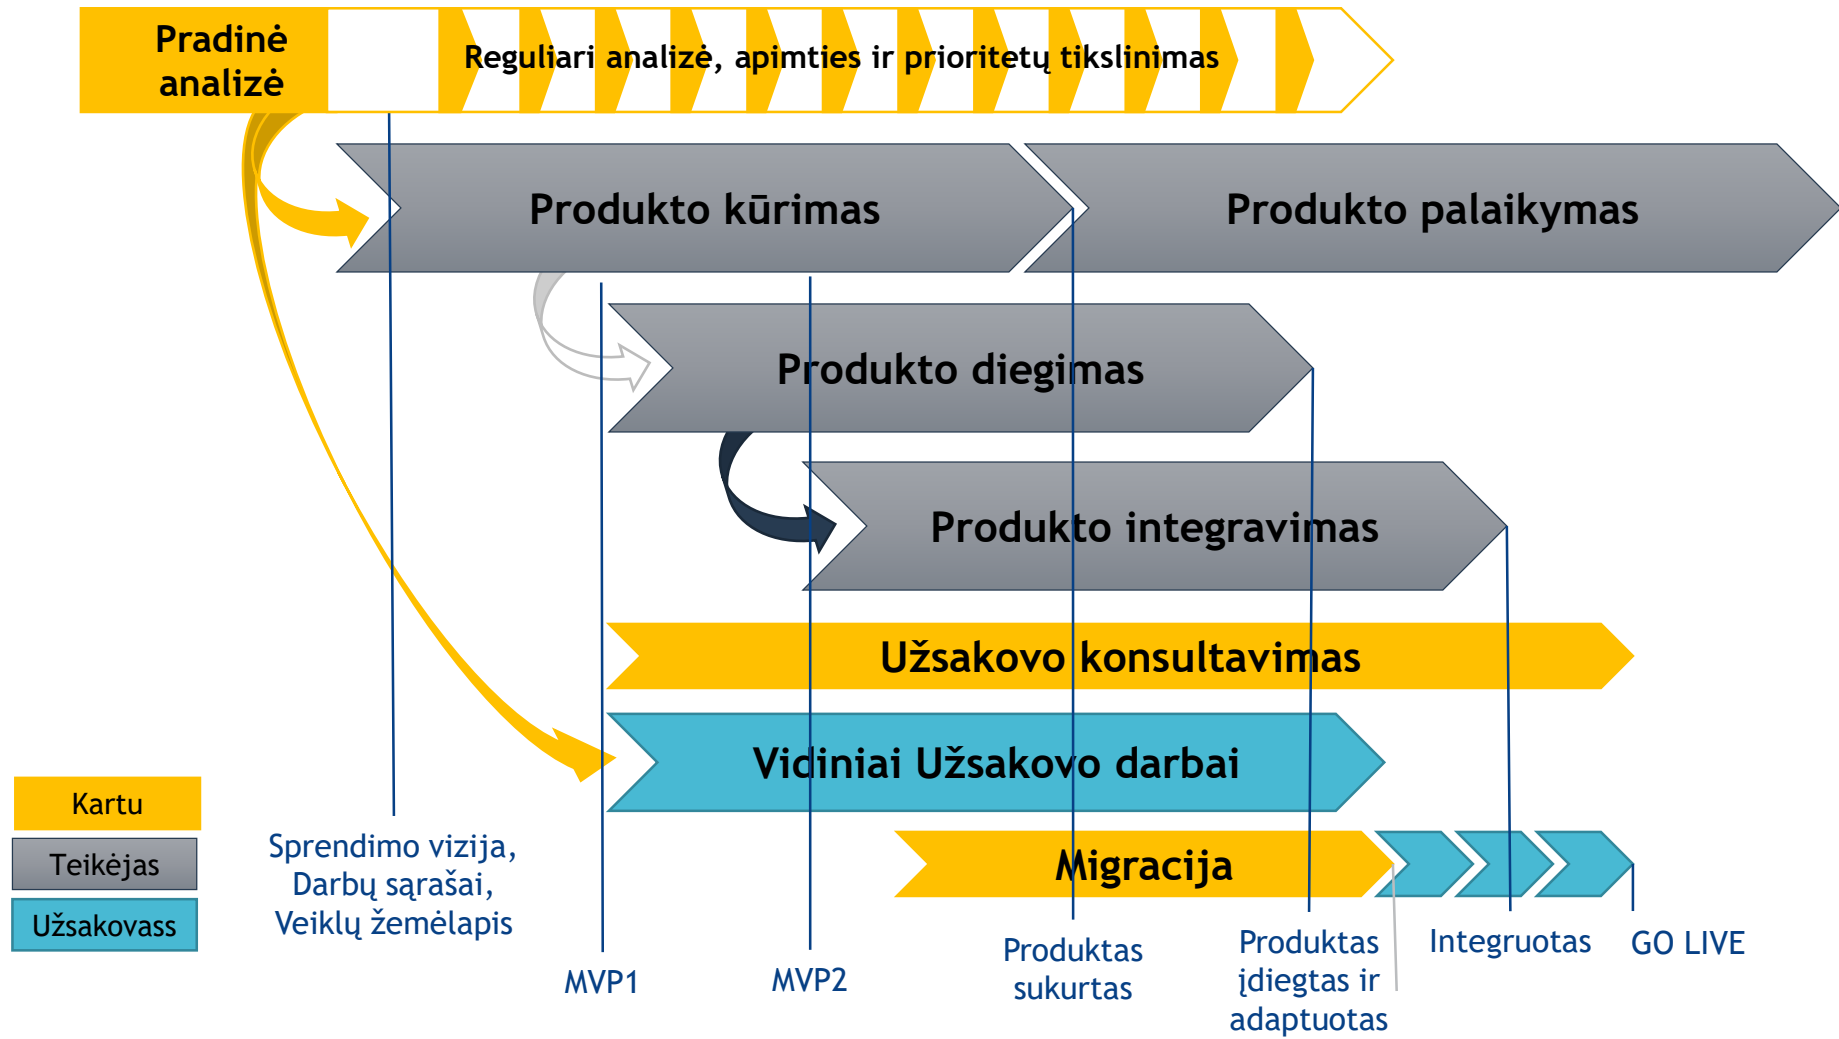 Pradinė
analizė
Reguliari analizė, apimties ir prioritetų tikslinimas
Produkto kūrimas
Produkto palaikymas
Produkto diegimas
Produkto integravimas
Užsakovo konsultavimas
Vidiniai Užsakovo darbai
Migracija
Kartu
Teikėjas
Užsakovass
Sprendimo vizija,
Darbų sąrašai,
Veiklų žemėlapis
MVP1
MVP2
Produktas
sukurtas
Produktas
įdiegtas ir
adaptuotas
Integruotas
GO LIVE